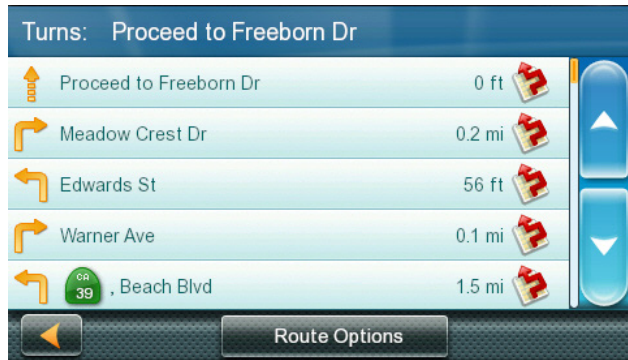 Turns: Proceed to Freeborn Dr
Proceed to Freeborn Dr 0 ft
Meadow Crest Dr 0.2 mi
Edwards St 56 ft
Warner Ave 0.1 mi
CA 39 , Beach Blvd 1.5 mi
Route Options